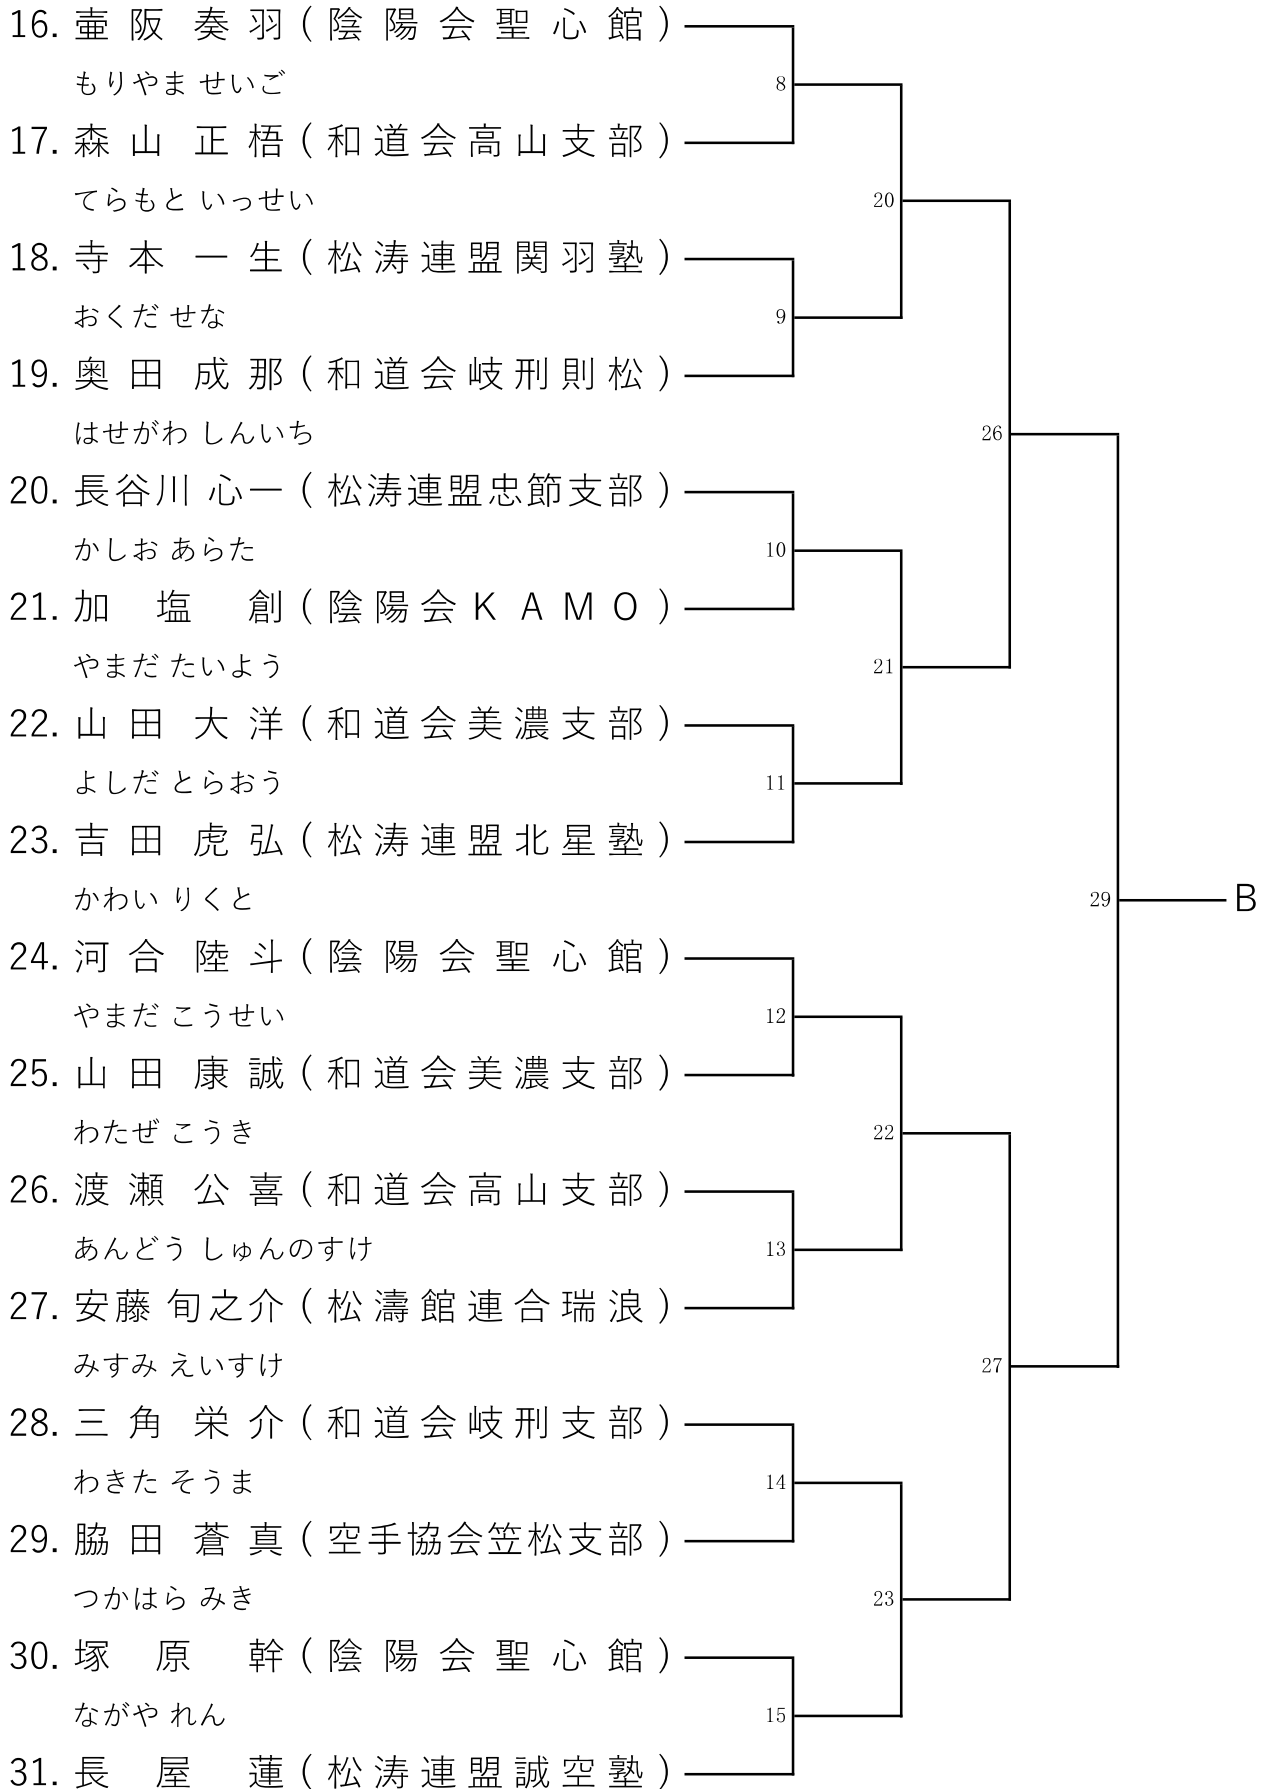 16. 壷阪 奏羽(陰陽会聖心館)
もりやま せいご
8
17. 森山 正悟(和道会高山支部)
てらもと いっせい
20
18. 寺本 一生(松涛連盟関羽塾)
おくだ せな
9
19. 奥田 成那(和道会岐刑則松)
はせがわ しんいち
26
20. 長谷川 心一(松涛連盟忠節支部)
かしお あらた
10
21. 加塩 創(陰陽会KAMO)
やまだ たいよう
21
22. 山田 大洋(和道会美濃支部)
よしだ とらおう
11
23. 吉田 虎弘(松涛連盟北星塾)
かわい りくと
29
B
24. 河合 陸斗(陰陽会聖心館)
やまだ こうせい
12
25. 山田 康誠(和道会美濃支部)
わたぜ こうき
22
26. 渡瀬 公喜(和道会高山支部)
あんどう しゅんのすけ
13
27. 安藤 旬之介(松濤館連合瑞浪)
みすみ えいすけ
27
28. 三角 栄介(和道会岐刑支部)
わきた そうま
14
29. 脇田 蒼真(空手協会笠松支部)
つかはら みき
23
30. 塚原 幹(陰陽会聖心館)
ながや れん
15
31. 長屋 蓮(松涛連盟誠空塾)